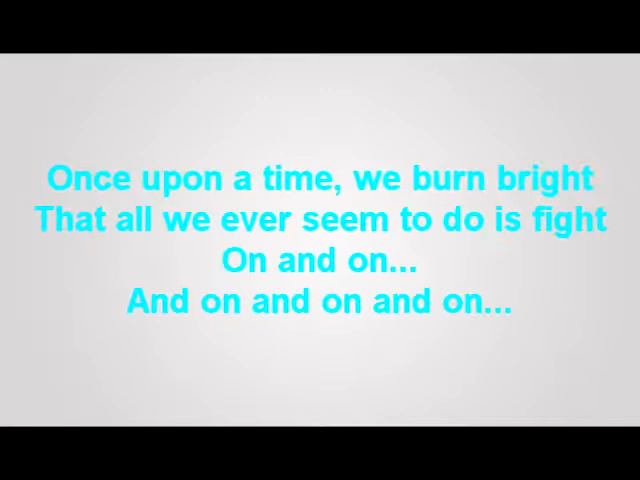 Once upon a time, we burn bright
That all we ever seem to do is fight
On and on...
And on and on and on...